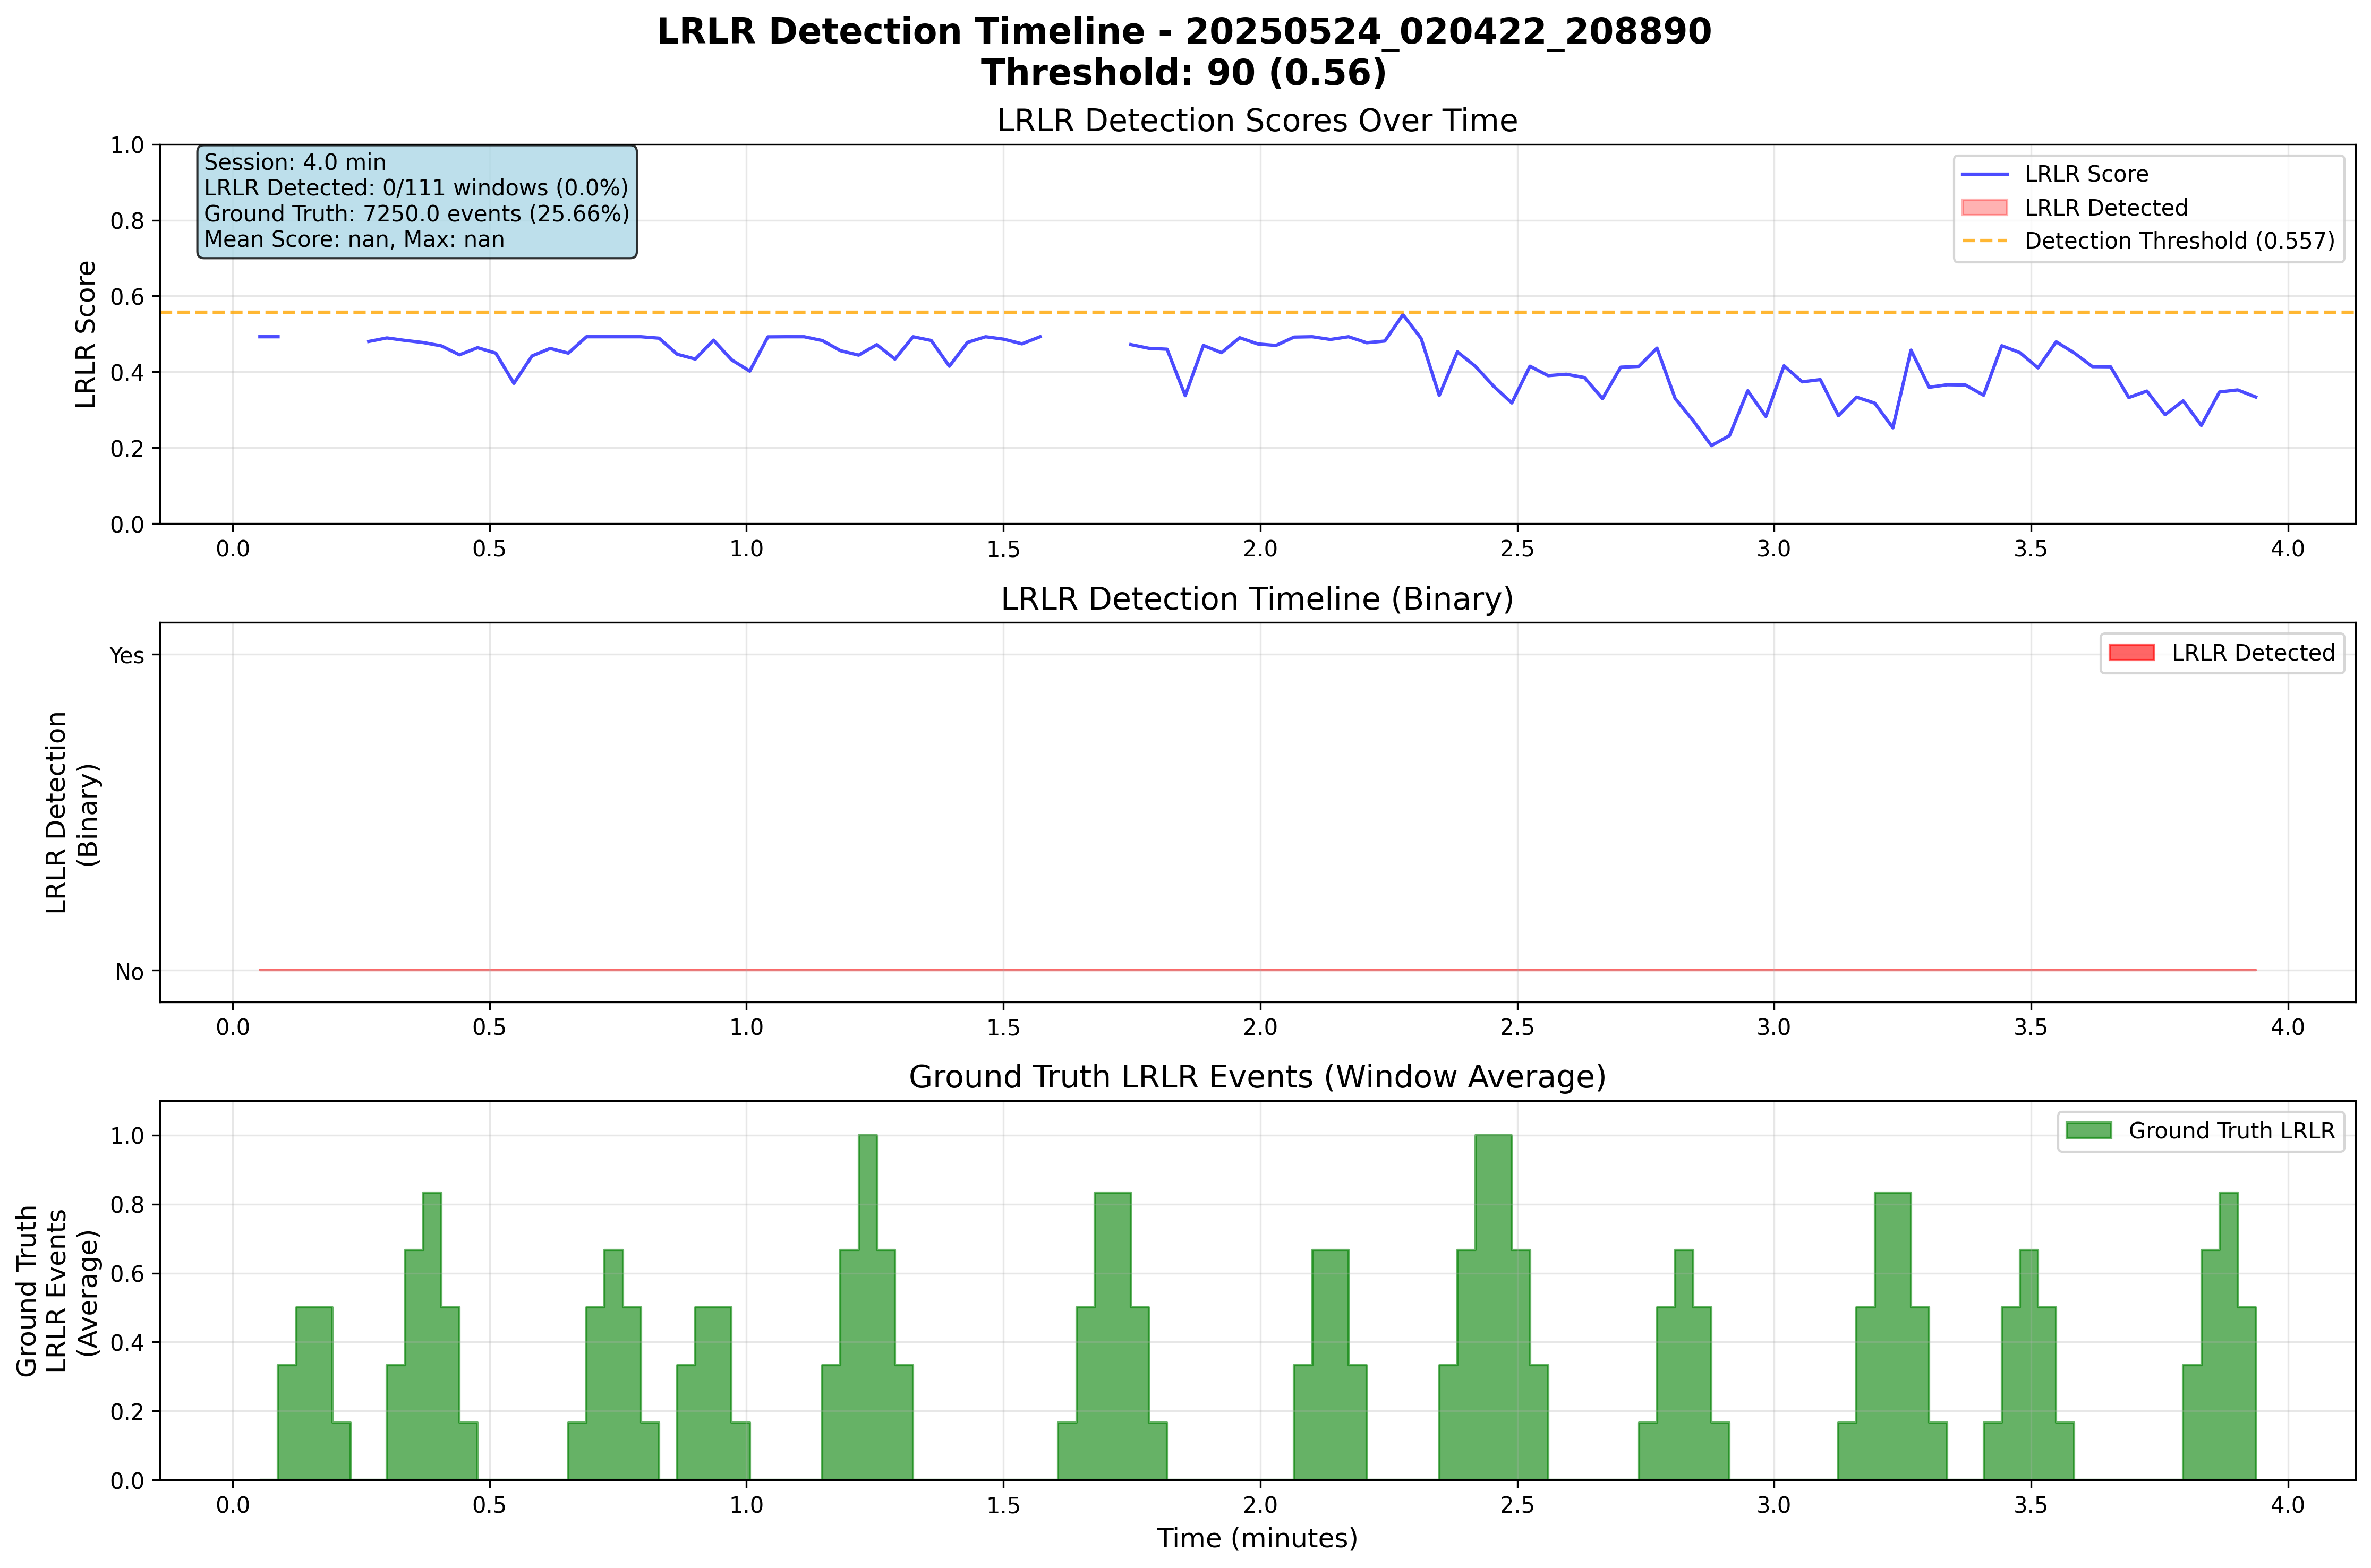 LRLR Detection Timeline - 20250524_020422_208890
Threshold: 90 (0.56)
LRLR Detection Scores Over Time
LRLR Score
1.0
0.8
0.6
0.4
0.2
0.0
Session: 4.0 min
LRLR Detected: 0/111 windows (0.0%)
Ground Truth: 7250.0 events (25.66%)
Mean Score: nan, Max: nan
LRLR Score
LRLR Detected
Detection Threshold (0.557)
0.0 0.5 1.0 1.5 2.0 2.5 3.0 3.5 4.0
LRLR Detection Timeline (Binary)
LRLR Detection
(Binary)
Yes
No
LRLR Detected
0.0 0.5 1.0 1.5 2.0 2.5 3.0 3.5 4.0
Ground Truth LRLR Events (Window Average)
Ground Truth
LRLR Events
(Average)
1.0
0.8
0.6
0.4
0.2
0.0
Ground Truth LRLR
0.0 0.5 1.0 1.5 2.0 2.5 3.0 3.5 4.0
Time (minutes)